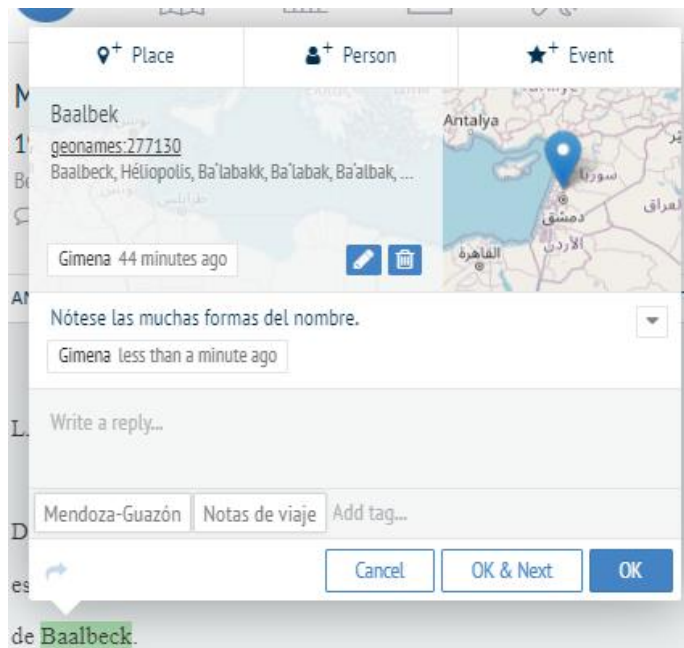 Place
Person
Event
Baalbek
geonames:277130
Baalbeck, Héliopolis, Ba'labakk, Ba'labak, Ba'albak, ...
Gimena 44 minutes ago
Antalya
سوريا
دمشق
العراق
القاهرة
الأردن
Nótese las muchas formas del nombre.
Gimena less than a minute ago
Write a reply...
Mendoza-Guazón
Notas de viaje
Add tag...
Cancel
OK & Next
OK
L.
D
es
de Baalbeck.